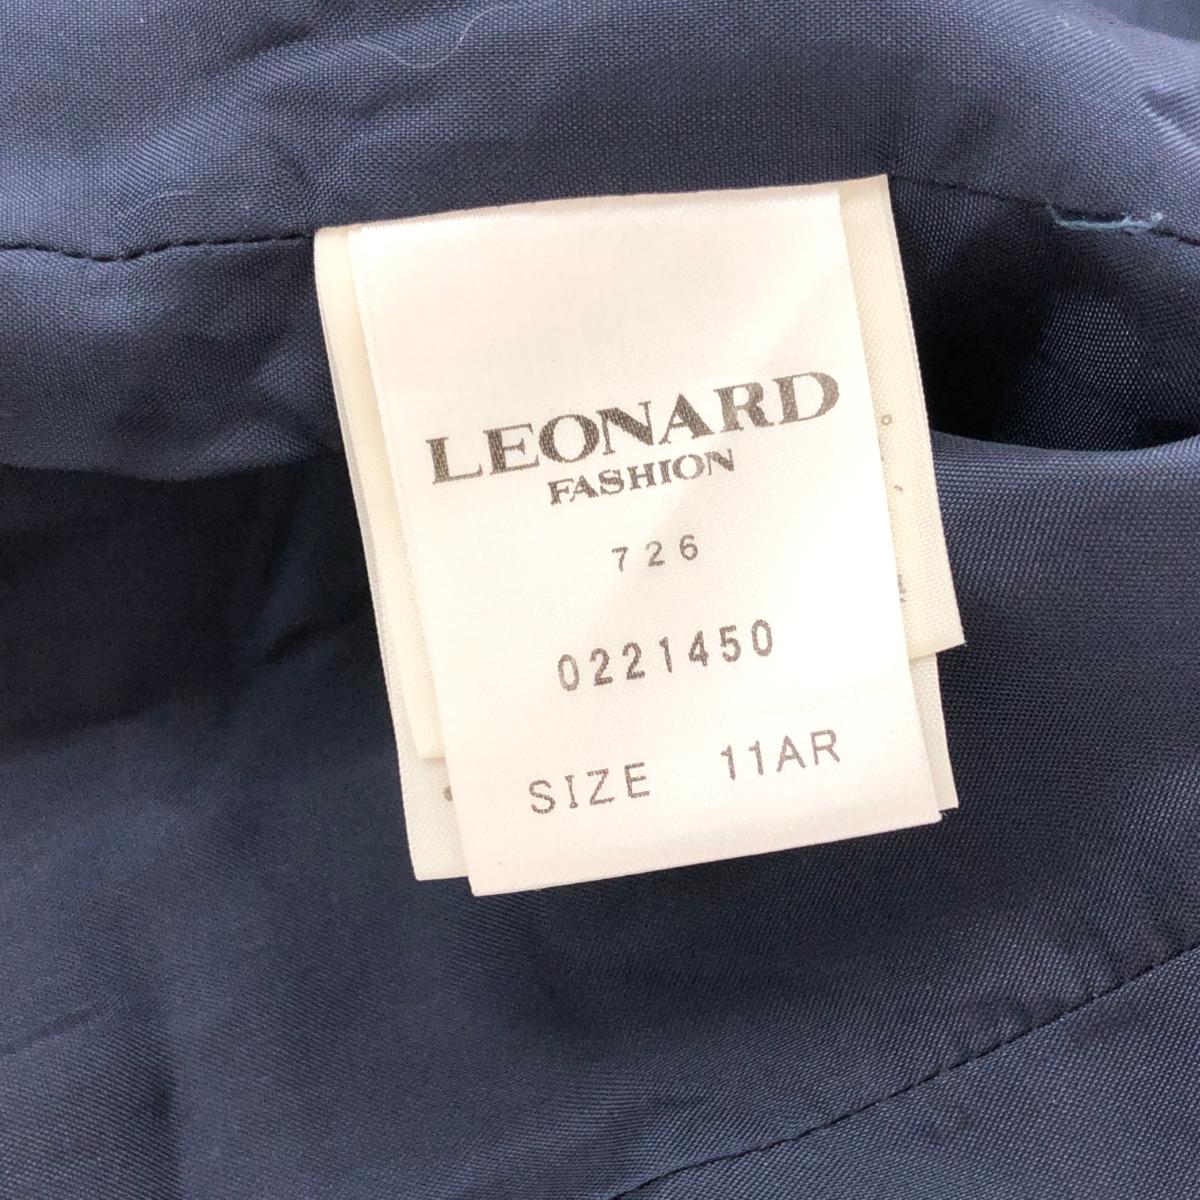 LEONARD
FASHION
726
0221450
SIZE 11AR